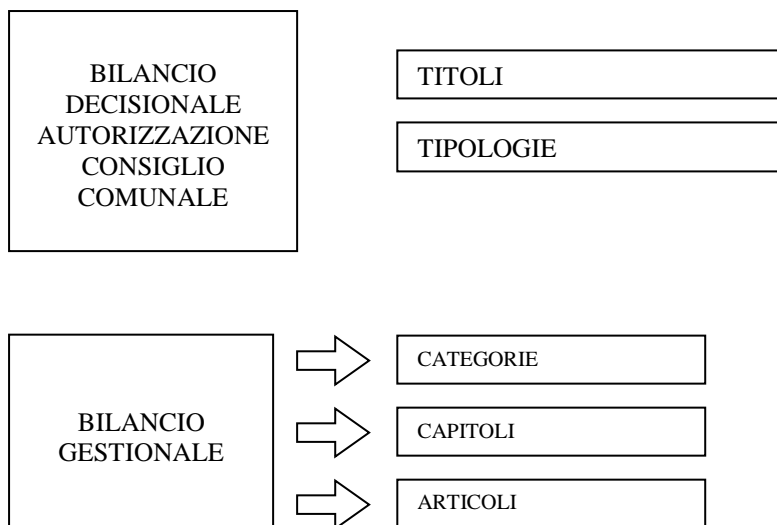 BILANCIO
DECISIONALE
AUTORIZZAZIONE
CONSIGLIO
COMUNALE
TITOLI
TIPOLOGIE
BILANCIO
GESTIONALE
CATEGORIE
CAPITOLI
ARTICOLI